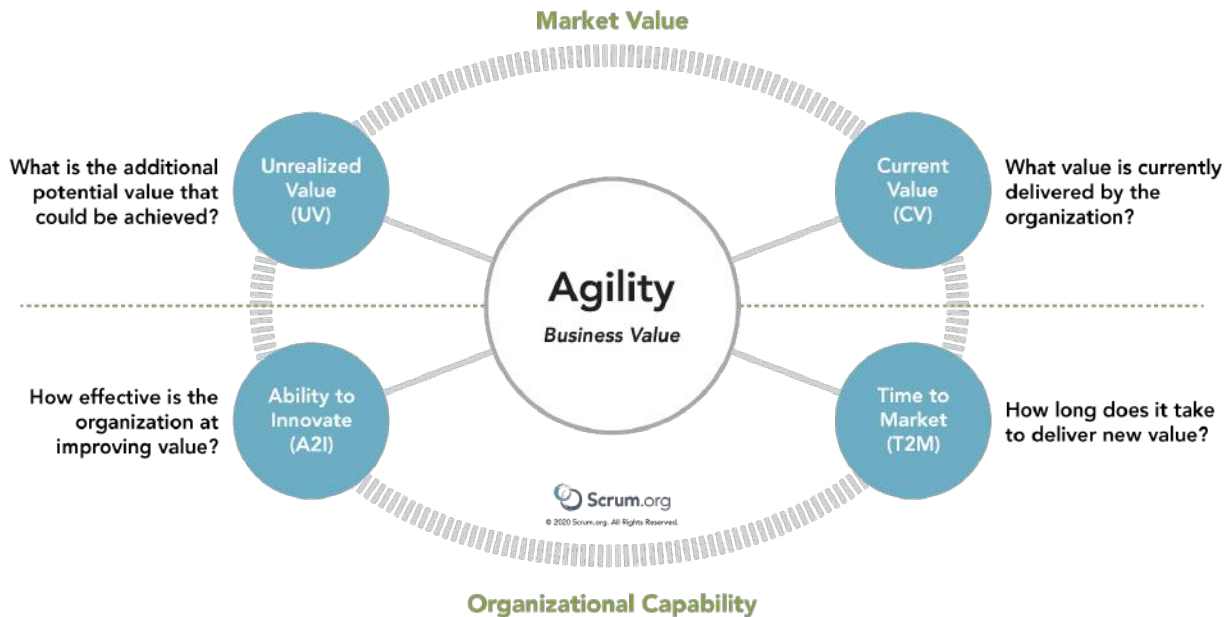 Market Value
What is the additional
potential value that
could be achieved?
Unrealized
Value
(UV)
Current
Value
(CV)
What value is currently
delivered by the
organization?
Agility
Business Value
How effective is the
organization at
improving value?
Ability to
Innovate
(A2I)
Time to
Market
(T2M)
How long does it take
to deliver new value?
Scrum.org
© 2020 Scrum.org. All Rights Reserved.
Organizational Capability